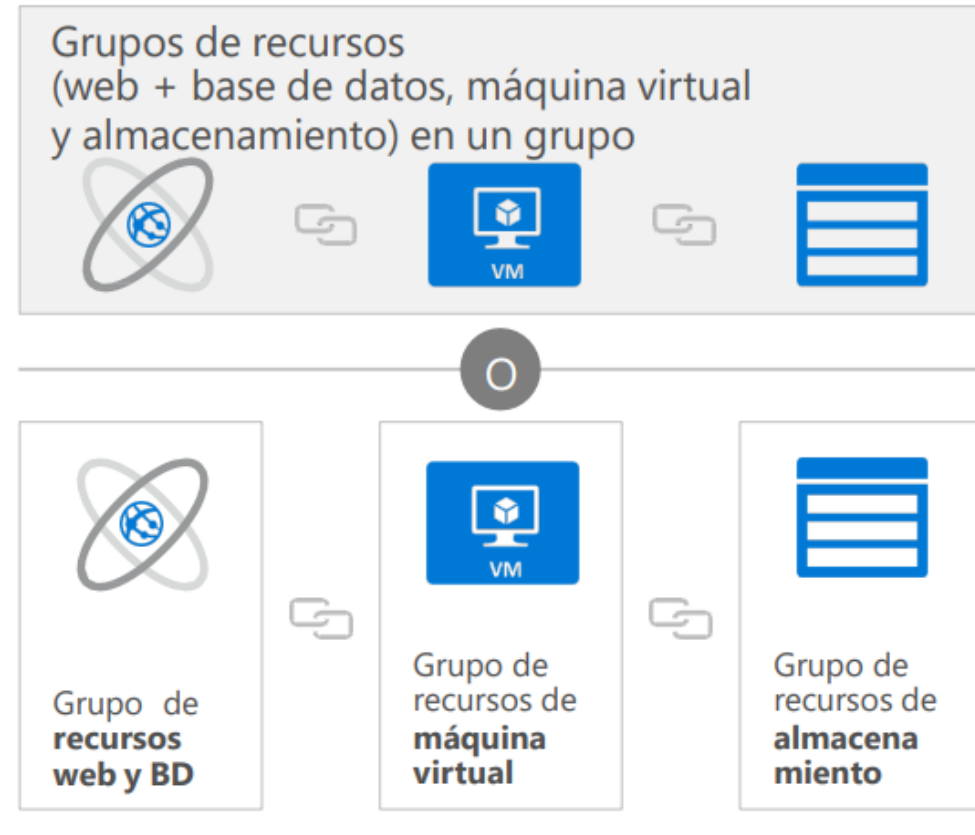 Grupos de recursos
(web + base de datos, máquina virtual
y almacenamiento) en un grupo
VM
O
VM
Grupo de
recursos
web y BD
Grupo de
recursos de
máquina
virtual
Grupo de
recursos de
almacena
miento